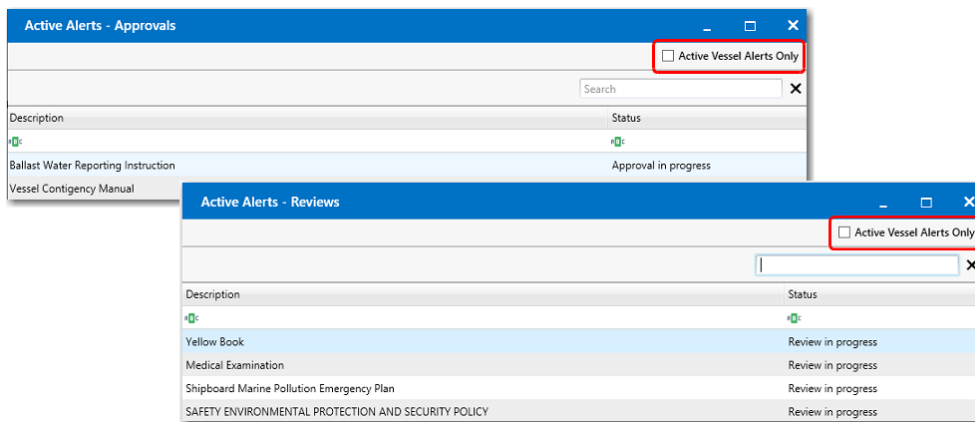 Active Alerts - Approvals
Active Vessel Alerts Only
Search
Description Status
Ballast Water Reporting Instruction Approval in progress
Vessel Contigency Manual
Active Alerts - Reviews
Active Vessel Alerts Only
Description Status
Yellow Book Review in progress
Medical Examination Review in progress
Shipboard Marine Pollution Emergency Plan Review in progress
SAFETY ENVIRONMENTAL PROTECTION AND SECURITY POLICY Review in progress